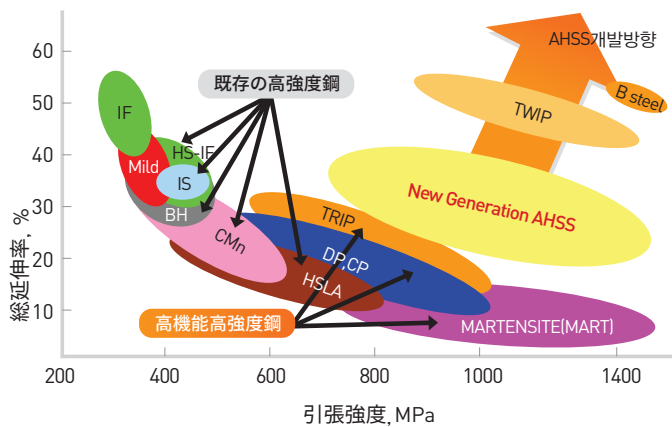 60
50
40
30
20
10
総延伸率, %
AHSS개발방향
B steel
TWIP
既存の高強度鋼
IF
HS-IF
Mild
IS
BH
New Generation AHSS
TRIP
CMn
DP,CP
HSLA
高機能高強度鋼
MARTENSITE(MART)
200
400
600
800
1000
1200
1400
引張強度, MPa